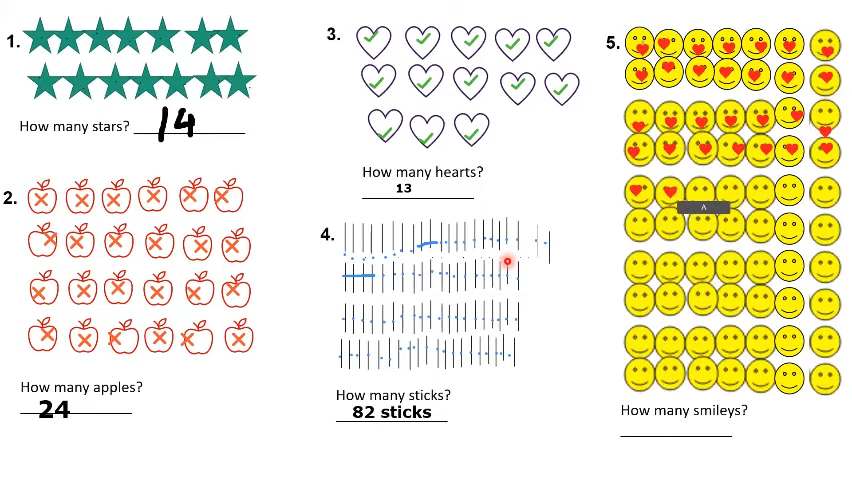 1.
How many stars? 14
2.
How many apples?
24
3.
How many hearts?
13
4.
How many sticks?
82 sticks
5.
A
How many smileys?